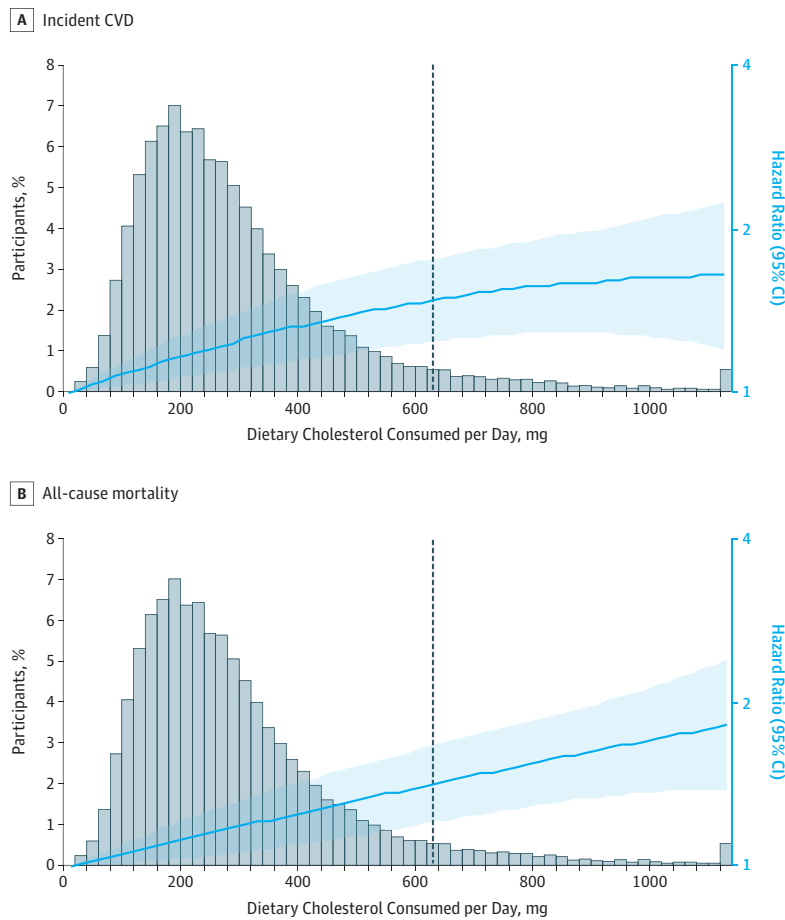 A Incident CVD
8
7
6
5
4
3
2
1
0
Participants, %
4
2
1
Hazard Ratio (95% CI)
0 200 400 600 800 1000
Dietary Cholesterol Consumed per Day, mg
B All-cause mortality
8
7
6
5
4
3
2
1
0
Participants, %
4
2
1
Hazard Ratio (95% CI)
0 200 400 600 800 1000
Dietary Cholesterol Consumed per Day, mg